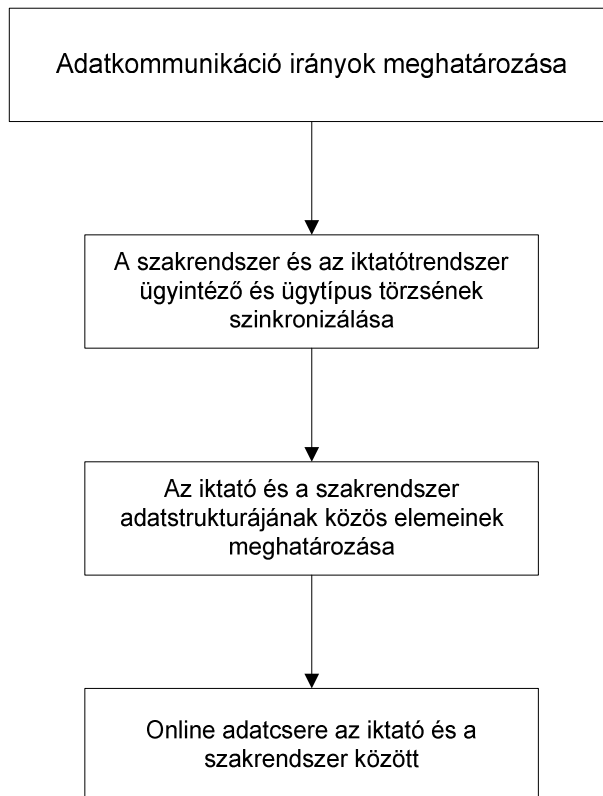 Adatkommunikáció irányok meghatározása
A szakrendszer és az iktatótrendszer
ügyintéző és ügytípus törzsének
szinkronizálása
Az iktató és a szakrendszer
adatstrukturájának közös elemeinek
meghatározása
Online adatcsere az iktató és a
szakrendszer között